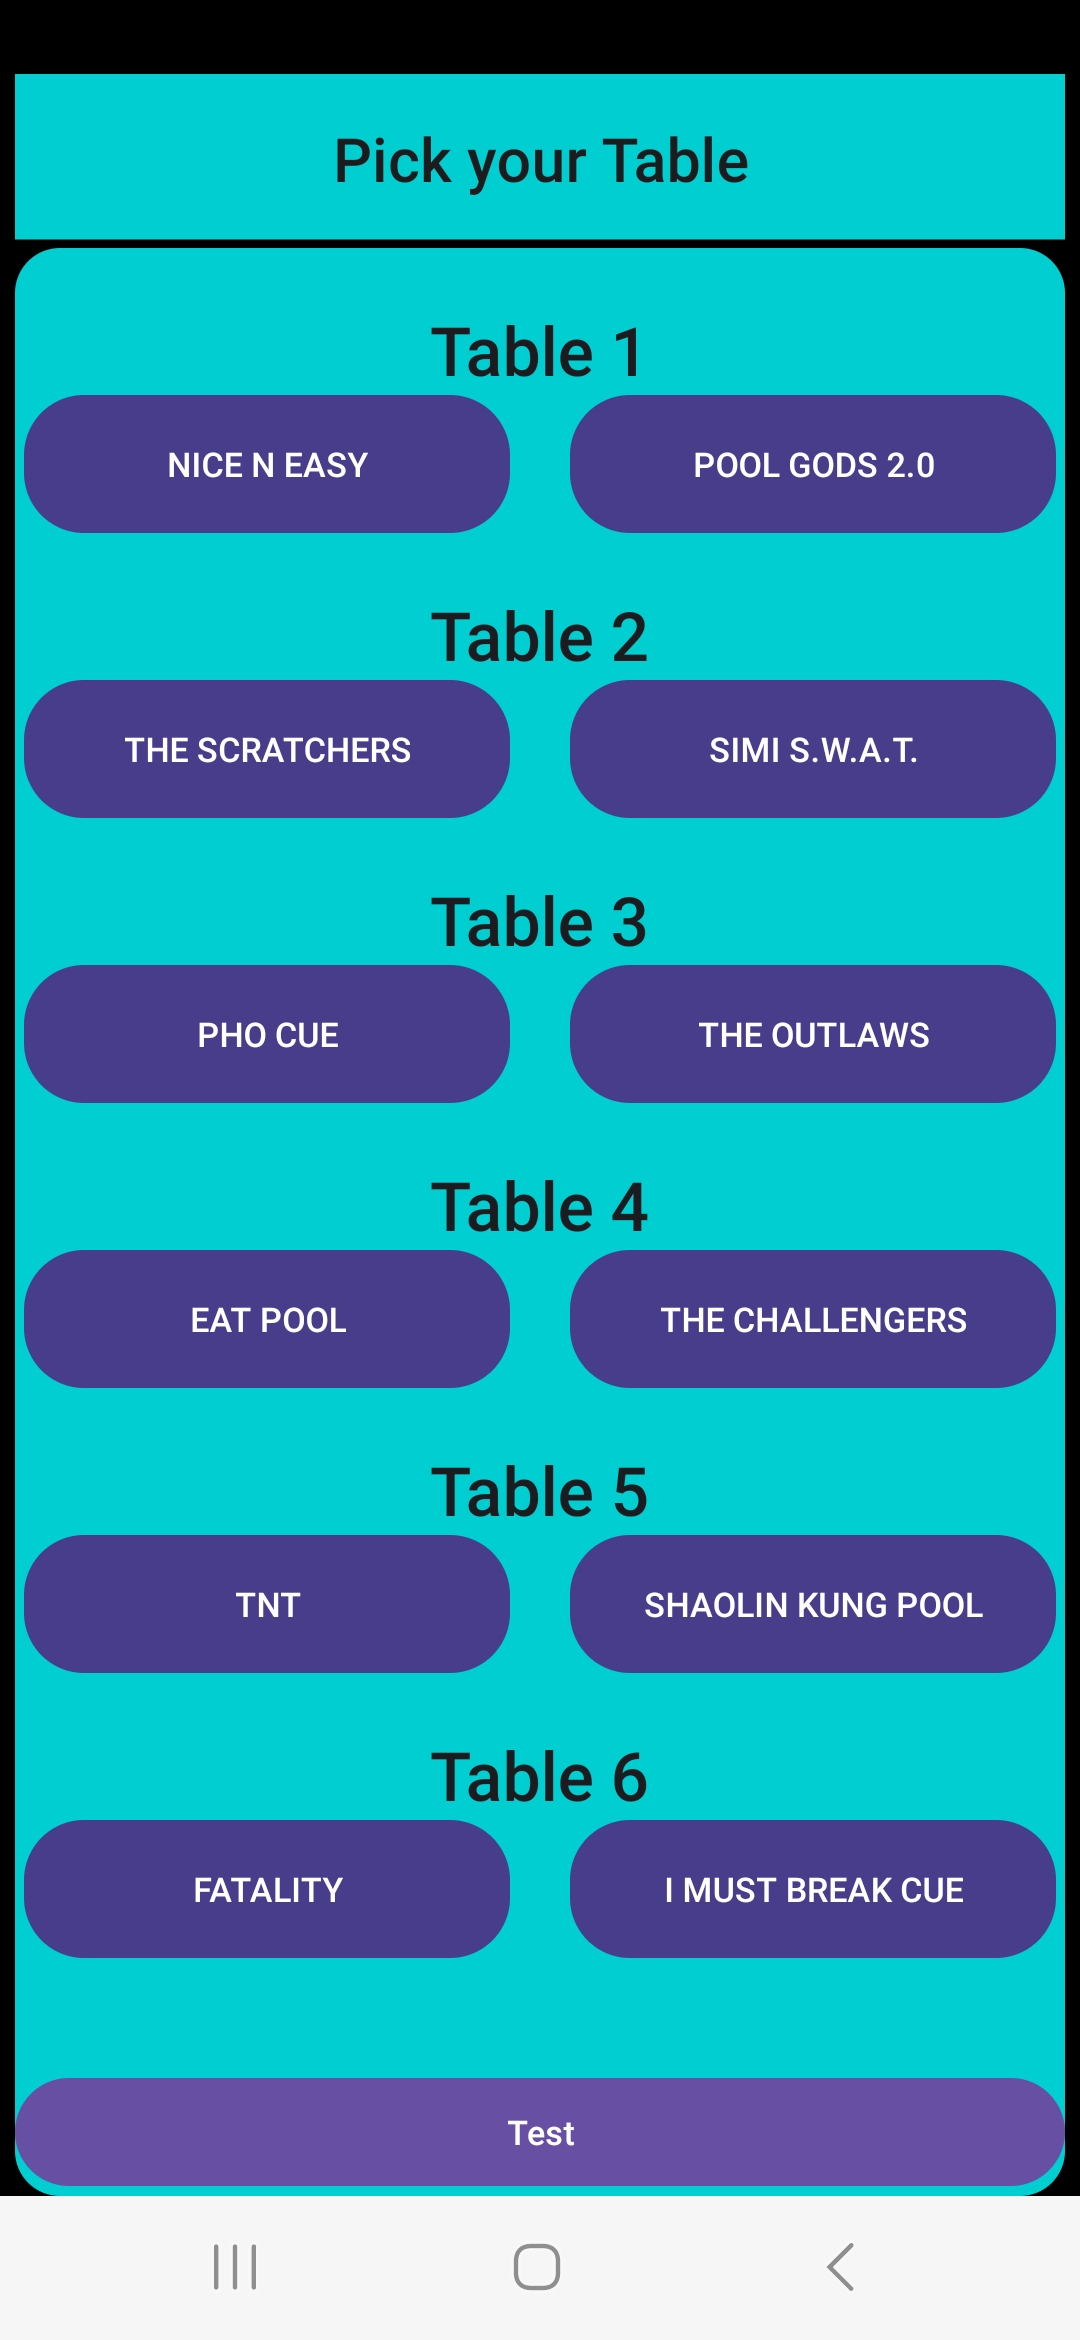 Pick your Table
Table 1
NICE N EASY
POOL GODS 2.0
Table 2
THE SCRATCHERS
SIMI S.W.A.T.
Table 3
PHO CUE
THE OUTLAWS
Table 4
EAT POOL
THE CHALLENGERS
Table 5
TNT
SHAOLIN KUNG POOL
Table 6
FATALITY
I MUST BREAK CUE
Test